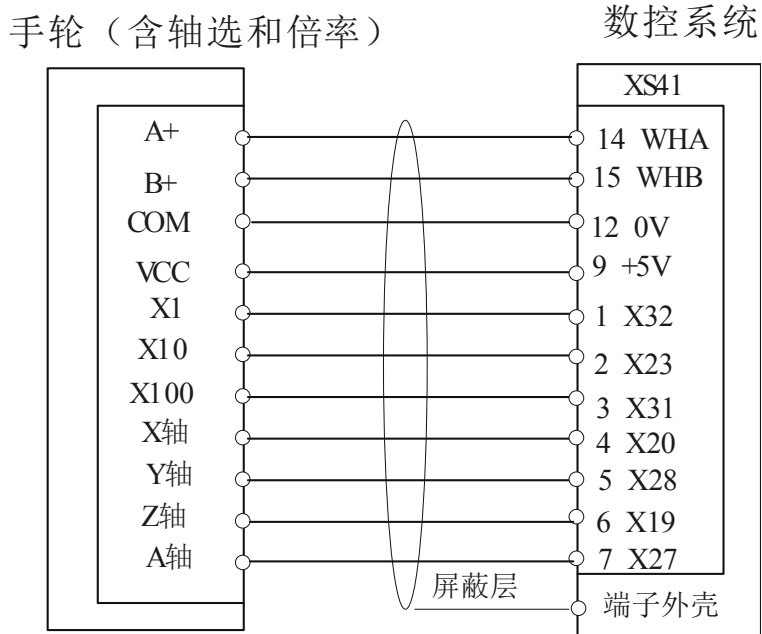 手轮（含轴选和倍率）
数控系统
XS41
A+ 14 WHA
B+ 15 WHB
COM 12 0V
VCC 9 +5V
X1 1 X32
X10 2 X23
X100 3 X31
X轴 4 X20
Y轴 5 X28
Z轴 6 X19
A轴 7 X27
屏蔽层 端子外壳